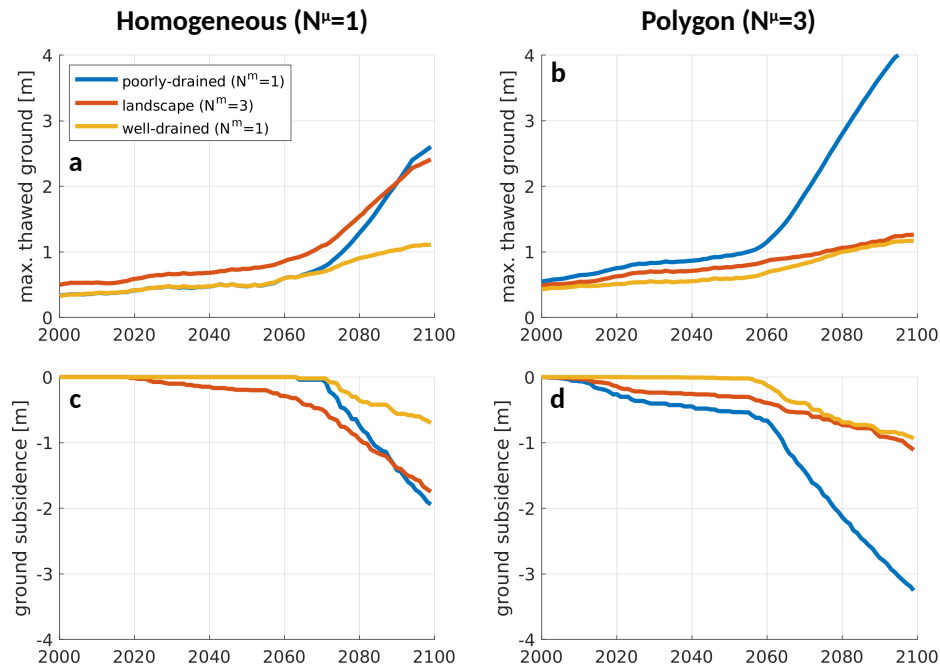 Homogeneous (Nᵘ=1)
Polygon (Nᵘ=3)
max. thawed ground [m]
4
3
2
1
0
poorly-drained (Nᵐ=1)
landscape (Nᵐ=3)
well-drained (Nᵐ=1)
a
2000 2020 2040 2060 2080 2100
max. thawed ground [m]
4
3
2
1
0
b
2000 2020 2040 2060 2080 2100
ground subsidence [m]
0
-1
-2
-3
-4
c
2000 2020 2040 2060 2080 2100
ground subsidence [m]
0
-1
-2
-3
-4
d
2000 2020 2040 2060 2080 2100